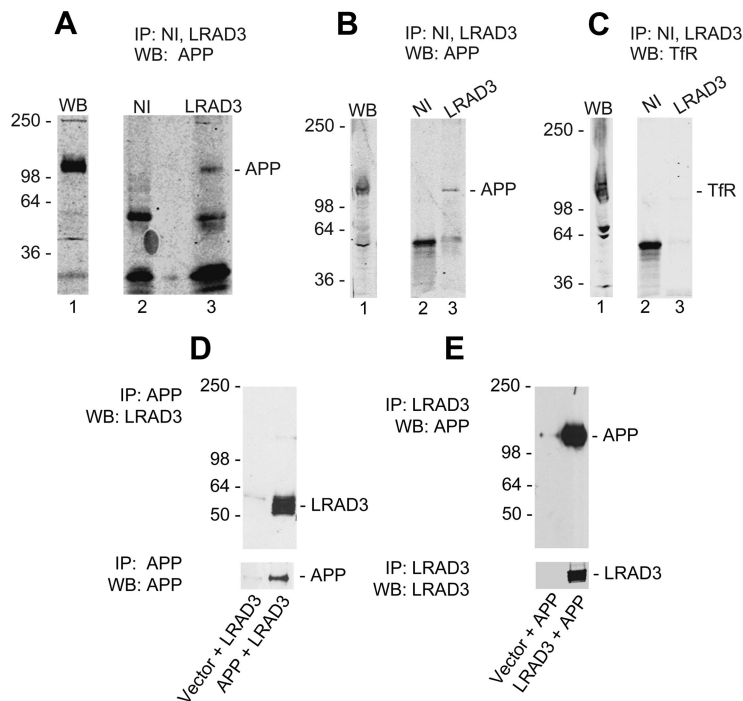 A
IP: NI, LRAD3
WB: APP
WB
NI
LRAD3
250 -
98 -
64 -
36 -
- APP
1
2
3
B
IP: NI, LRAD3
WB: APP
WB
NI
LRAD3
250 -
98 -
64 -
36 -
- APP
1
2
3
C
IP: NI, LRAD3
WB: TfR
WB
NI
LRAD3
250 -
98 -
64 -
36 -
- TfR
1
2
3
D
IP: APP
WB: LRAD3
250 -
98 -
64 -
50 -
- LRAD3
IP: APP
WB: APP
- APP
Vector + LRAD3
APP + LRAD3
E
IP: LRAD3
WB: APP
250 -
98 -
64 -
50 -
- APP
IP: LRAD3
WB: LRAD3
- LRAD3
Vector + APP
LRAD3 + APP